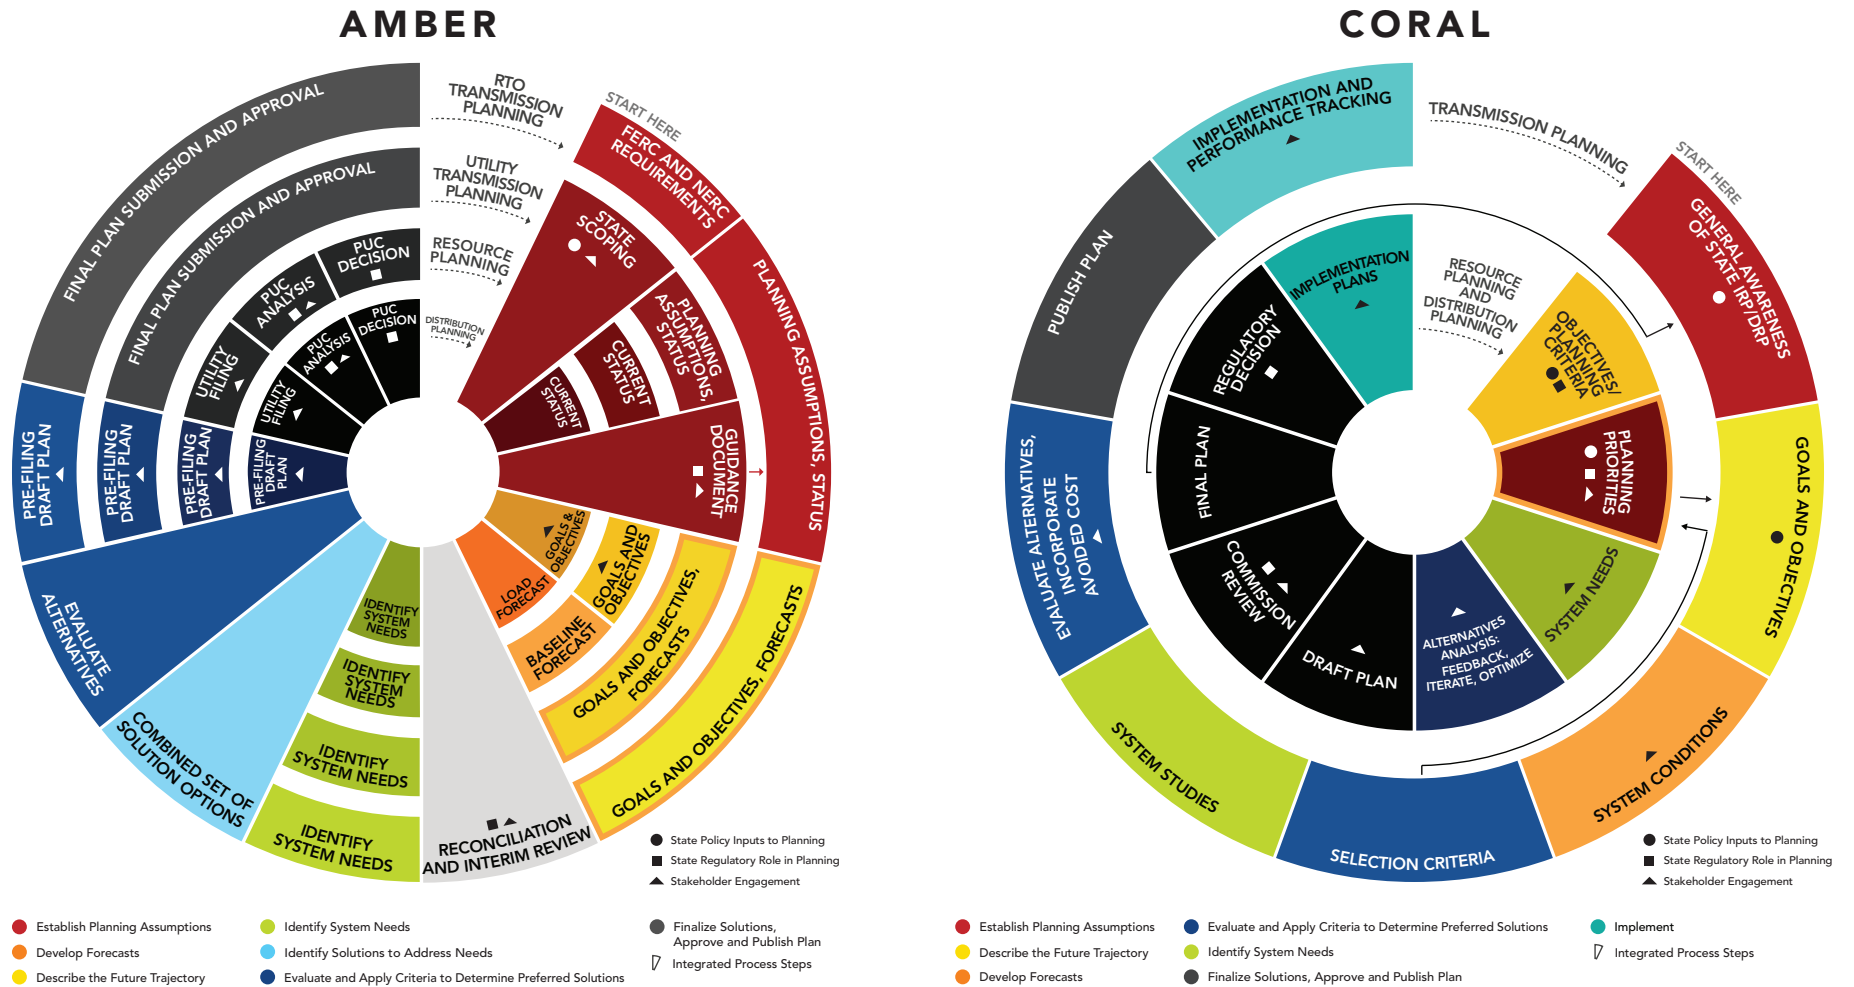 AMBER
RTO
TRANSMISSION
PLANNING
UTILITY
TRANSMISSION
PLANNING
RESOURCE
PLANNING
DISTRIBUTION
PLANNING
START HERE
FERC AND NERC
REQUIREMENTS
PLANNING ASSUMPTIONS, STATUS
STATE
SCOPING
PLANNING
ASSUMPTIONS,
STATUS
CURRENT
STATUS
CURRENT
STATUS
GUIDANCE
DOCUMENT
GOALS &
OBJECTIVES
GOALS AND
OBJECTIVES
GOALS AND OBJECTIVES,
FORECASTS
GOALS AND OBJECTIVES, FORECASTS
LOAD
FORECAST
BASELINE
FORECAST
RECONCILIATION
AND INTERIM REVIEW
IDENTIFY
SYSTEM
NEEDS
IDENTIFY
SYSTEM
NEEDS
IDENTIFY
SYSTEM NEEDS
IDENTIFY
SYSTEM NEEDS
COMBINED SET OF
SOLUTION OPTIONS
EVALUATE
ALTERNATIVES
PRE-FILING
DRAFT PLAN
PRE-FILING
DRAFT PLAN
PRE-FILING
DRAFT PLAN
PRE-FILING
DRAFT
PLAN
UTILITY
FILING
UTILITY
FILING
PUC
ANALYSIS
PUC
ANALYSIS
PUC
DECISION
PUC
DECISION
FINAL PLAN SUBMISSION AND APPROVAL
FINAL PLAN SUBMISSION AND APPROVAL
State Policy Inputs to Planning
State Regulatory Role in Planning
Stakeholder Engagement
Establish Planning Assumptions
Develop Forecasts
Describe the Future Trajectory
Identify System Needs
Identify Solutions to Address Needs
Evaluate and Apply Criteria to Determine Preferred Solutions
Finalize Solutions,
Approve and Publish Plan
Integrated Process Steps
CORAL
TRANSMISSION PLANNING
START HERE
GENERAL AWARENESS
OF STATE IRP/DRP
GOALS AND OBJECTIVES
SYSTEM CONDITIONS
SELECTION CRITERIA
SYSTEM STUDIES
EVALUATE ALTERNATIVES,
INCORPORATE
AVOIDED COST
PUBLISH PLAN
IMPLEMENTATION AND
PERFORMANCE TRACKING
RESOURCE
PLANNING
AND
DISTRIBUTION
PLANNING
OBJECTIVES/
PLANNING
CRITERIA
PLANNING
PRIORITIES
SYSTEM NEEDS
ALTERNATIVES
ANALYSIS:
FEEDBACK,
ITERATE, OPTIMIZE
DRAFT PLAN
COMMISSION
REVIEW
FINAL PLAN
REGULATORY
DECISION
IMPLEMENTATION
PLANS
State Policy Inputs to Planning
State Regulatory Role in Planning
Stakeholder Engagement
Establish Planning Assumptions
Describe the Future Trajectory
Develop Forecasts
Evaluate and Apply Criteria to Determine Preferred Solutions
Identify System Needs
Finalize Solutions, Approve and Publish Plan
Implement
Integrated Process Steps